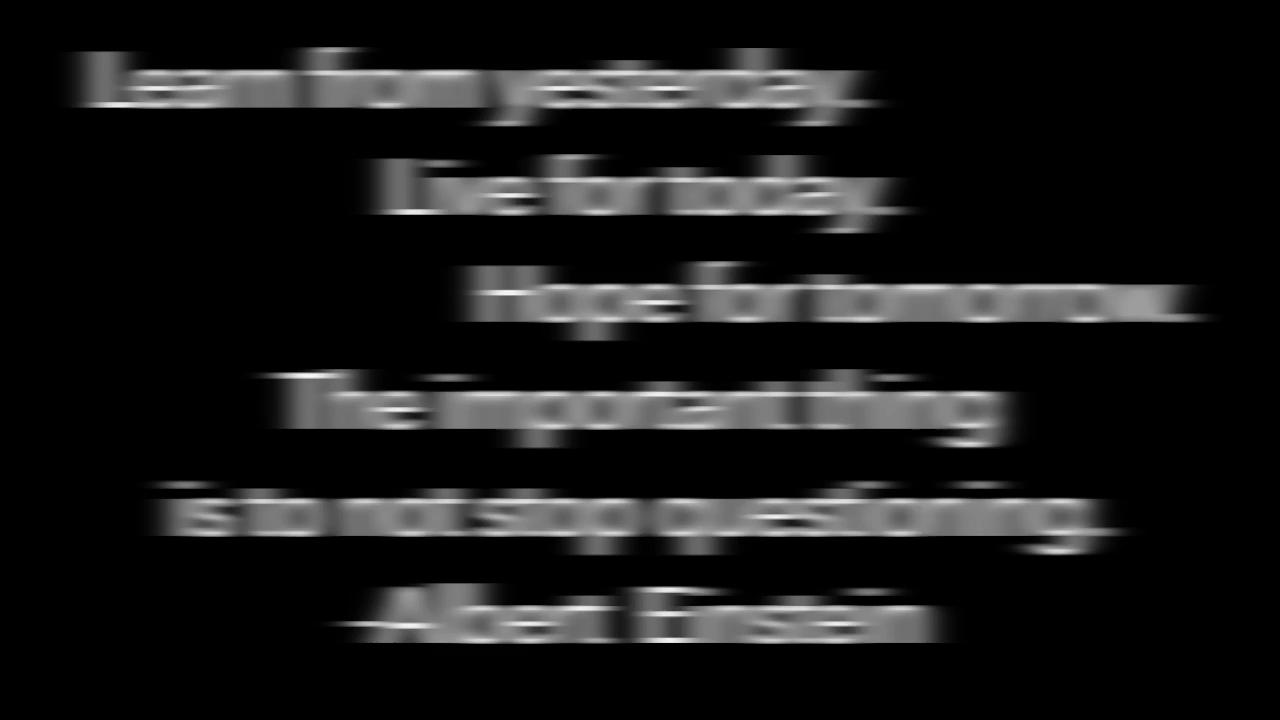 Learn from yesterday
Live for today
Hope for tomorrow.
The important thing
is to not stop questioning.
Albert Einstein